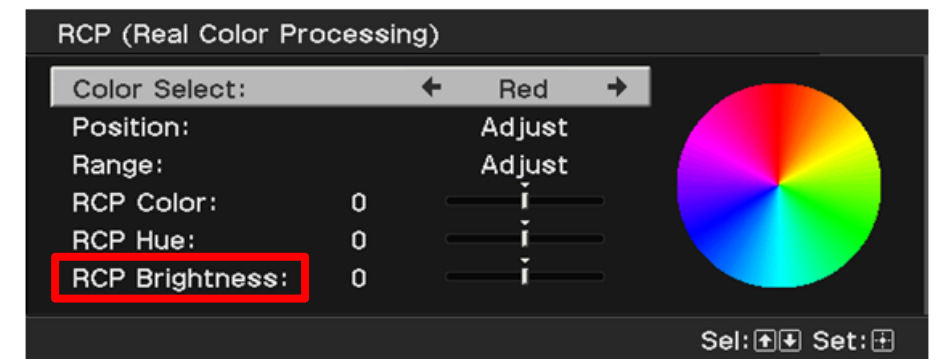 RCP (Real Color Processing)
Color Select: Red
Position: Adjust
Range: Adjust
RCP Color: 0
RCP Hue: 0
RCP Brightness: 0
Sel: Set: